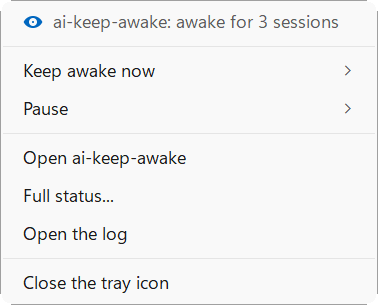 ai-keep-awake: awake for 3 sessions
Keep awake now
Pause
Open ai-keep-awake
Full status...
Open the log
Close the tray icon